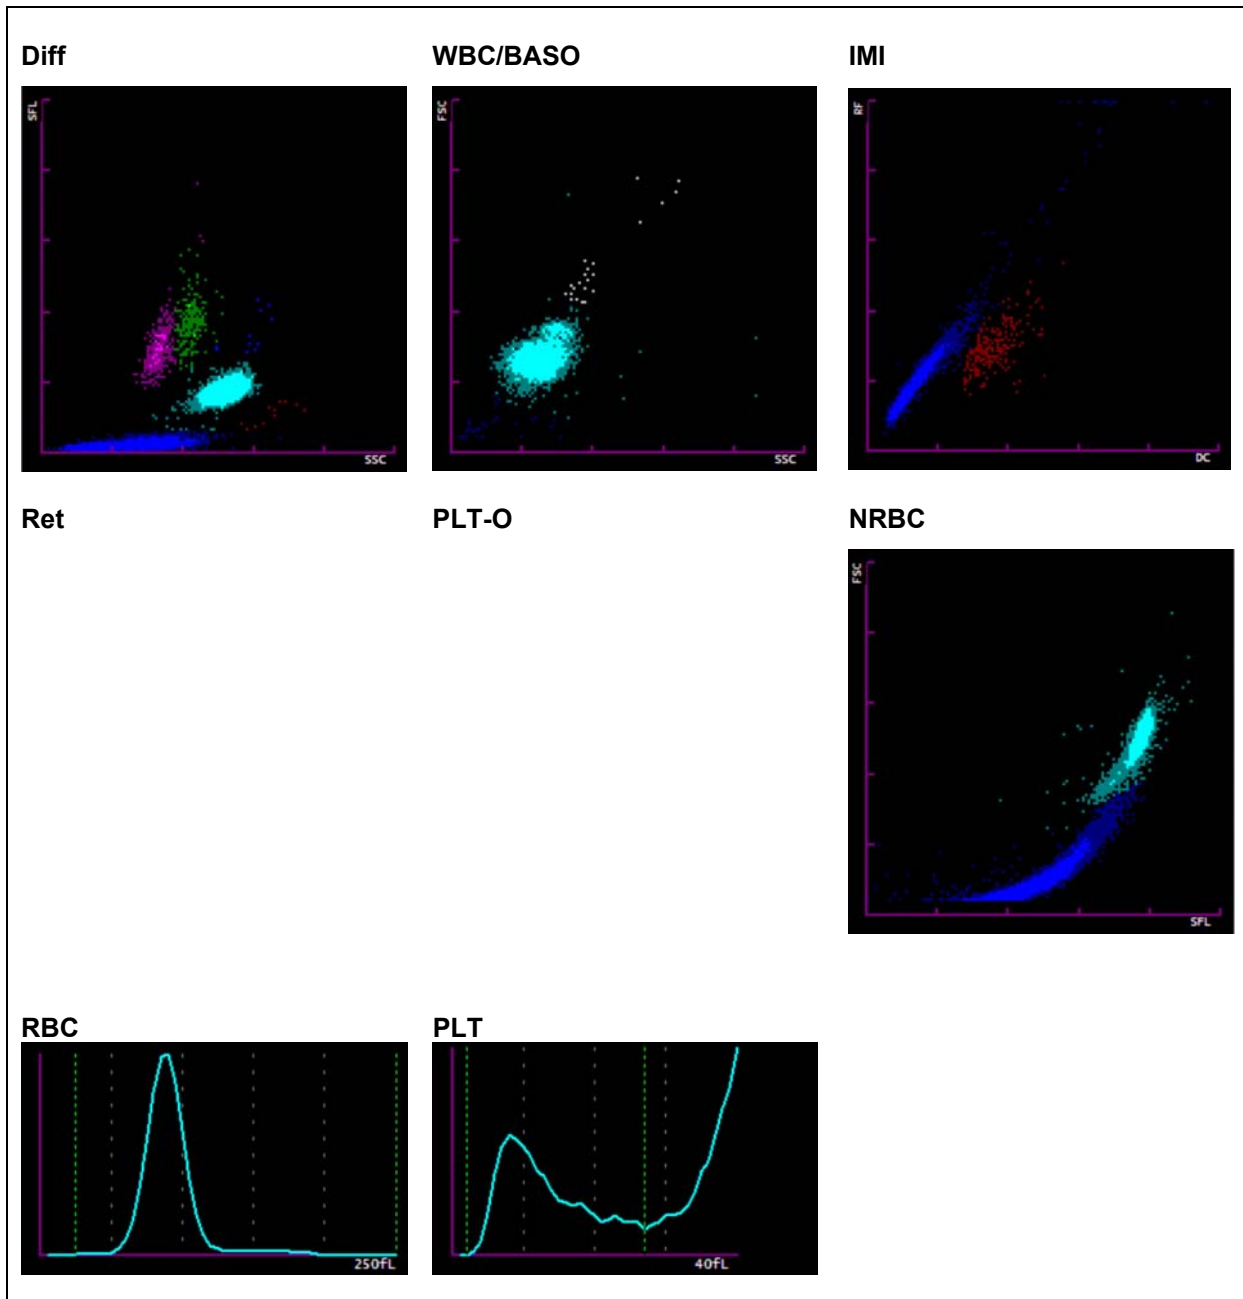 Diff WBC/BASO IMI
SFL FSC RF
SSC SSC DC
Ret PLT-O NRBC
FSC
SFL
RBC PLT
250fL 40fL